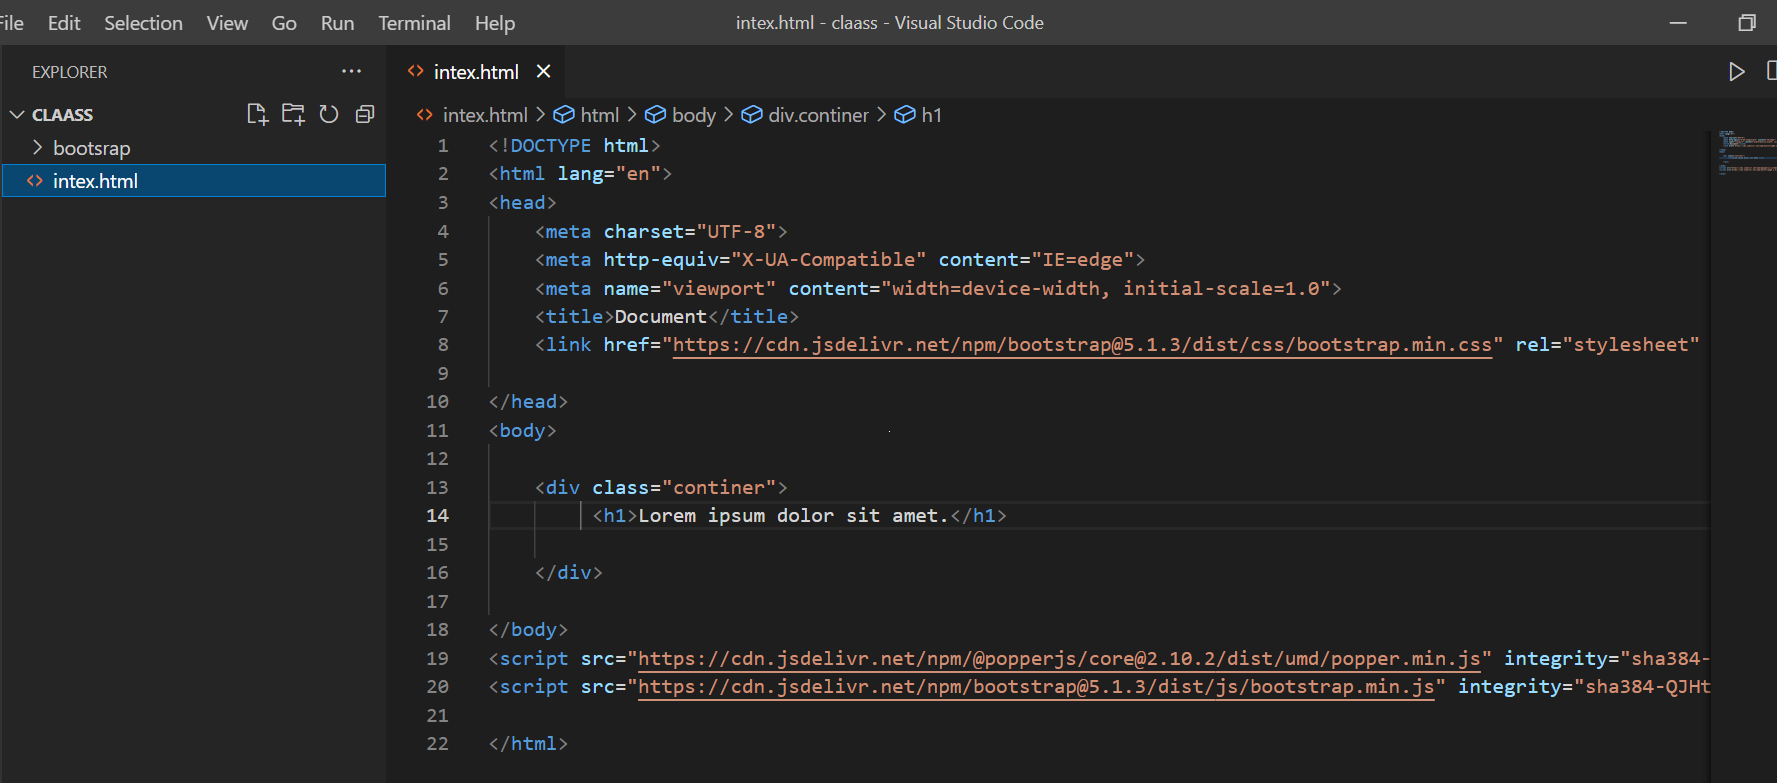 File Edit Selection View Go Run Terminal Help
intex.html - claass - Visual Studio Code
EXPLORER
CLAASS
bootsrap
intex.html
intex.html
intex.html > html > body > div.continer > h1
1 <!DOCTYPE html>
2 <html lang="en">
3 <head>
4 <meta charset="UTF-8">
5 <meta http-equiv="X-UA-Compatible" content="IE=edge">
6 <meta name="viewport" content="width=device-width, initial-scale=1.0">
7 <title>Document</title>
8 <link href="https://cdn.jsdelivr.net/npm/bootstrap@5.1.3/dist/css/bootstrap.min.css" rel="stylesheet"
9
10 </head>
11 <body>
12
13 <div class="continer">
14 <h1>Lorem ipsum dolor sit amet.</h1>
15
16 </div>
17
18 </body>
19 <script src="https://cdn.jsdelivr.net/npm/@popperjs/core@2.10.2/dist/umd/popper.min.js" integrity="sha384-
20 <script src="https://cdn.jsdelivr.net/npm/bootstrap@5.1.3/dist/js/bootstrap.min.js" integrity="sha384-QJHt
21
22 </html>